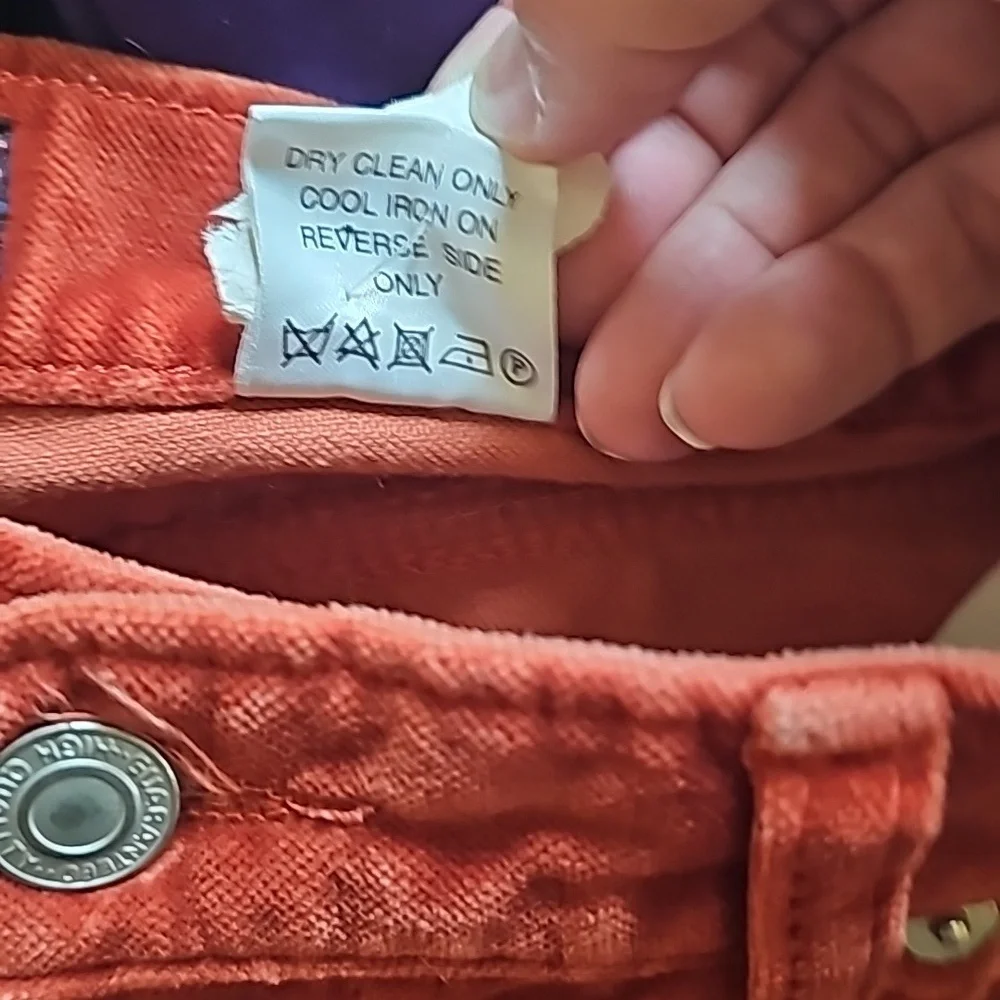 DRY CLEAN ONLY
COOL IRON ON
REVERSE SIDE
ONLY
P